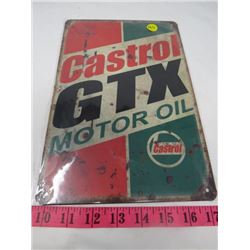 Castrol
GTX
MOTOR OIL
Castrol
10 11 12 13 14 15 16 17